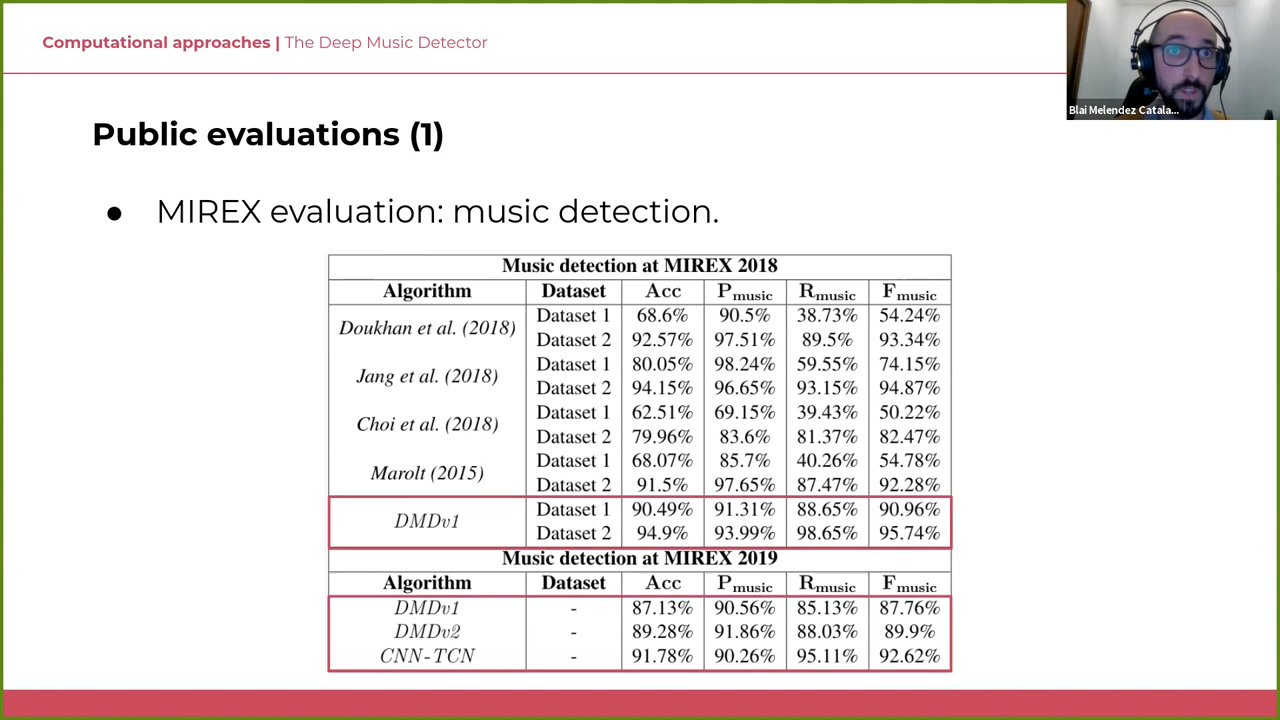 Computational approaches | The Deep Music Detector
Blai Melendez Catala...
Public evaluations (1)
● MIREX evaluation: music detection.
Music detection at MIREX 2018
Algorithm Dataset Acc Pmusic Rmusic Fmusic
Doukhan et al. (2018) Dataset 1 68.6% 90.5% 38.73% 54.24%
Dataset 2 92.57% 97.51% 89.5% 93.34%
Jang et al. (2018) Dataset 1 80.05% 98.24% 59.55% 74.15%
Dataset 2 94.15% 96.65% 93.15% 94.87%
Choi et al. (2018) Dataset 1 62.51% 69.15% 39.43% 50.22%
Dataset 2 79.96% 83.6% 81.37% 82.47%
Marolt (2015) Dataset 1 68.07% 85.7% 40.26% 54.78%
Dataset 2 91.5% 97.65% 87.47% 92.28%
DMDv1 Dataset 1 90.49% 91.31% 88.65% 90.96%
Dataset 2 94.9% 93.99% 98.65% 95.74%
Music detection at MIREX 2019
Algorithm Dataset Acc Pmusic Rmusic Fmusic
DMDv1 - 87.13% 90.56% 85.13% 87.76%
DMDv2 - 89.28% 91.86% 88.03% 89.9%
CNN-TCN - 91.78% 90.26% 95.11% 92.62%